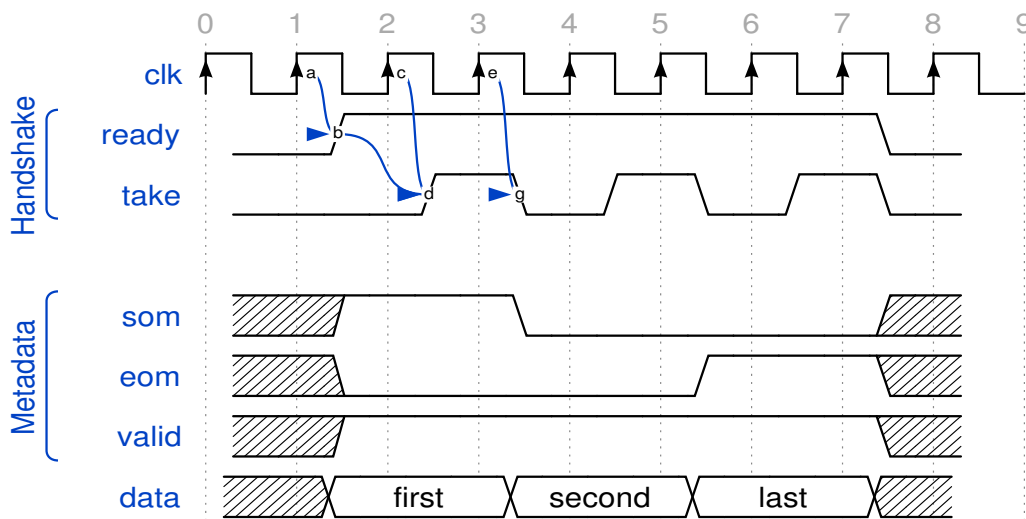 0 1 2 3 4 5 6 7 8 9
clk a c e
Handshake
ready b
take d g
Metadata
som
eom
valid
data first second last